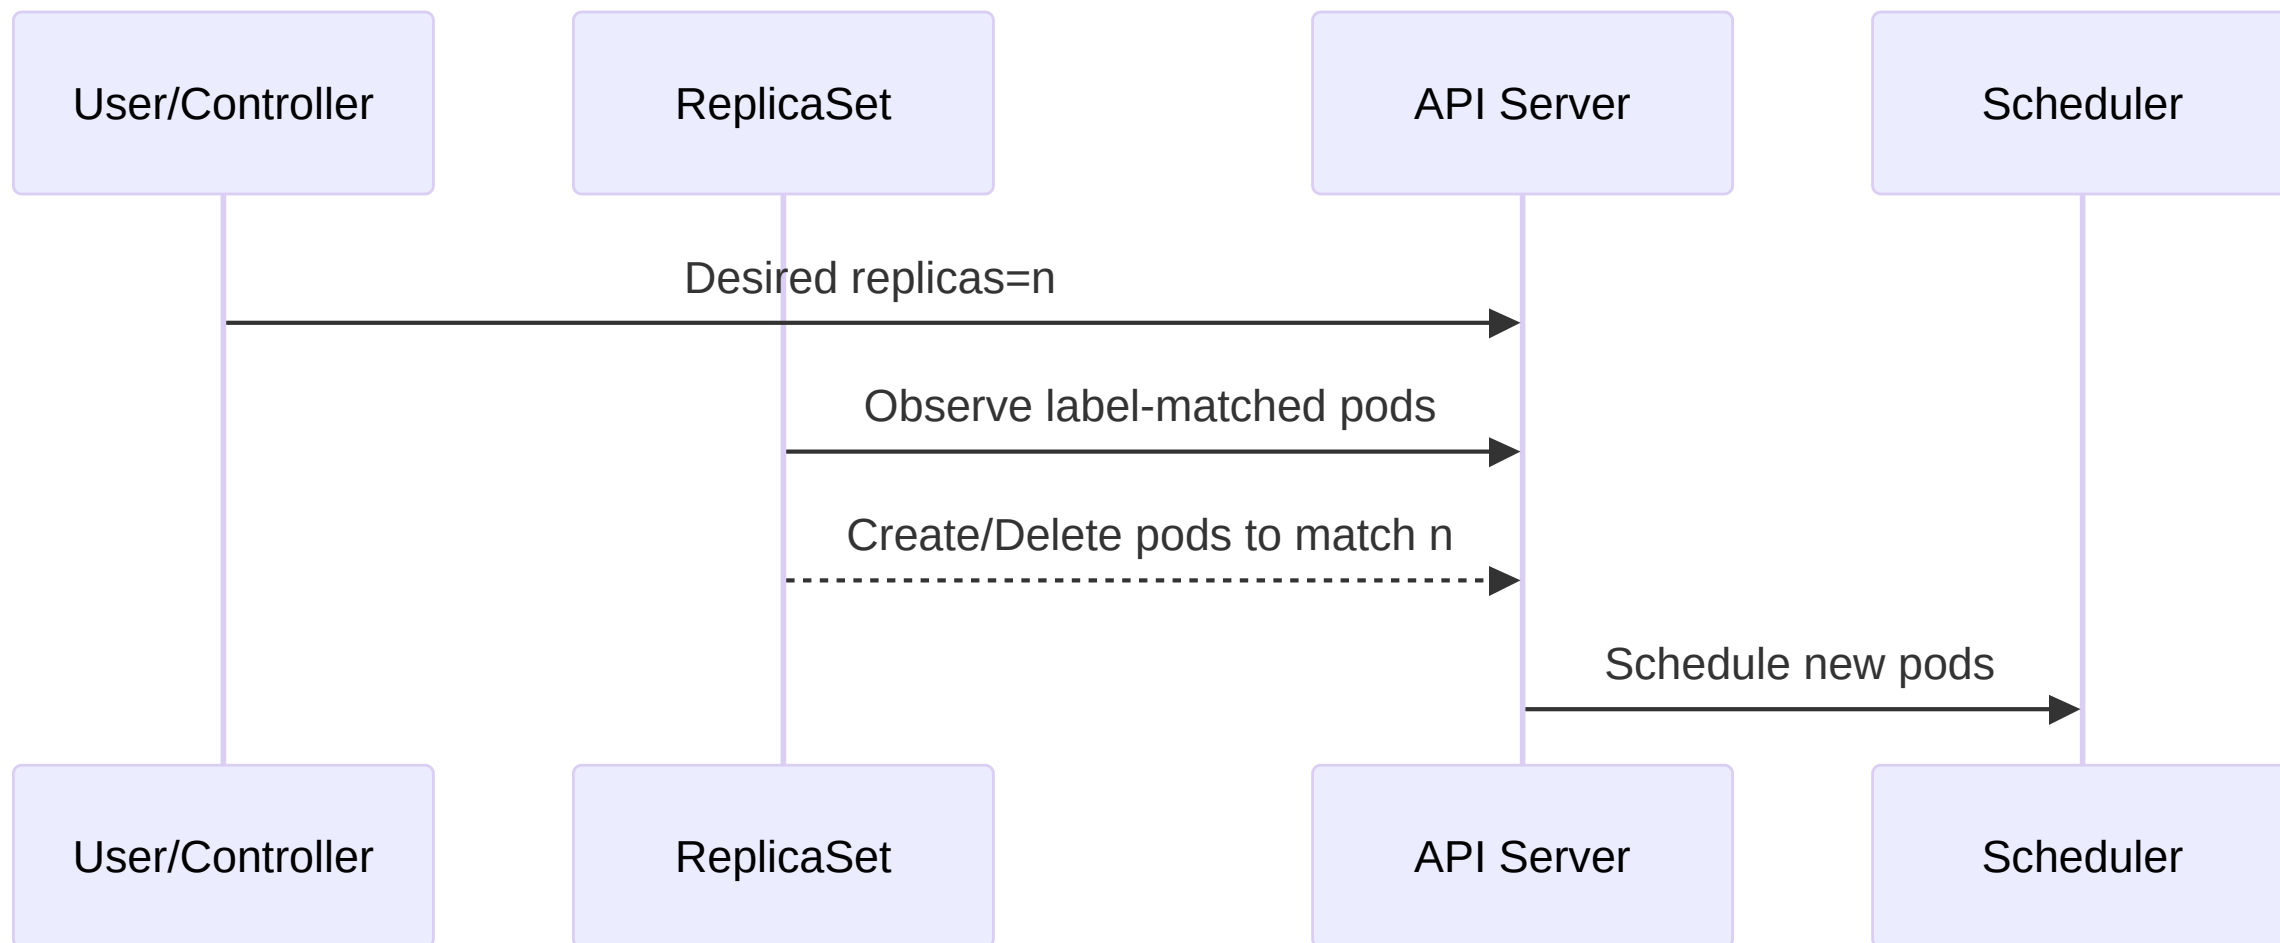 User/Controller
ReplicaSet
API Server
Scheduler
Desired replicas=n
Observe label-matched pods
Create/Delete pods to match n
Schedule new pods
User/Controller
ReplicaSet
API Server
Scheduler